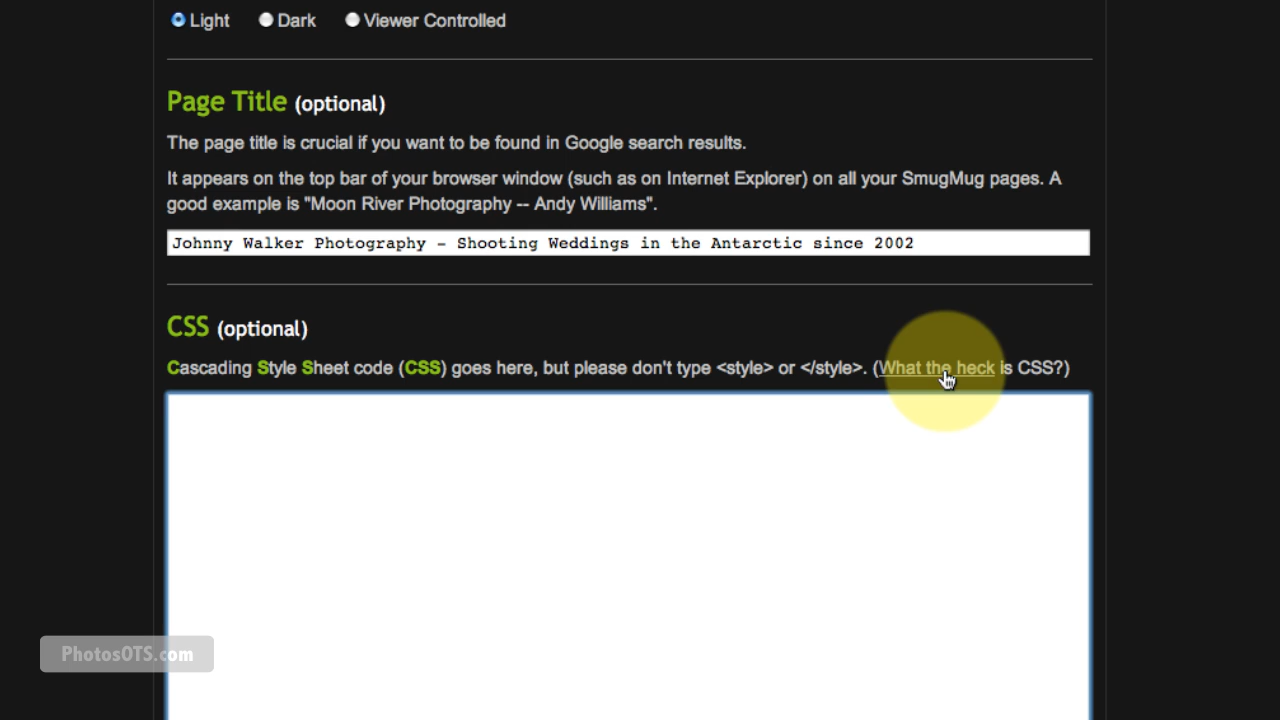 Light Dark Viewer Controlled
Page Title (optional)
The page title is crucial if you want to be found in Google search results.
It appears on the top bar of your browser window (such as on Internet Explorer) on all your SmugMug pages. A
good example is "Moon River Photography -- Andy Williams".
Johnny Walker Photography - Shooting Weddings in the Antarctic since 2002
CSS (optional)
Cascading Style Sheet code (CSS) goes here, but please don't type <style> or </style>. (What the heck is CSS?)
PhotosOTS.com